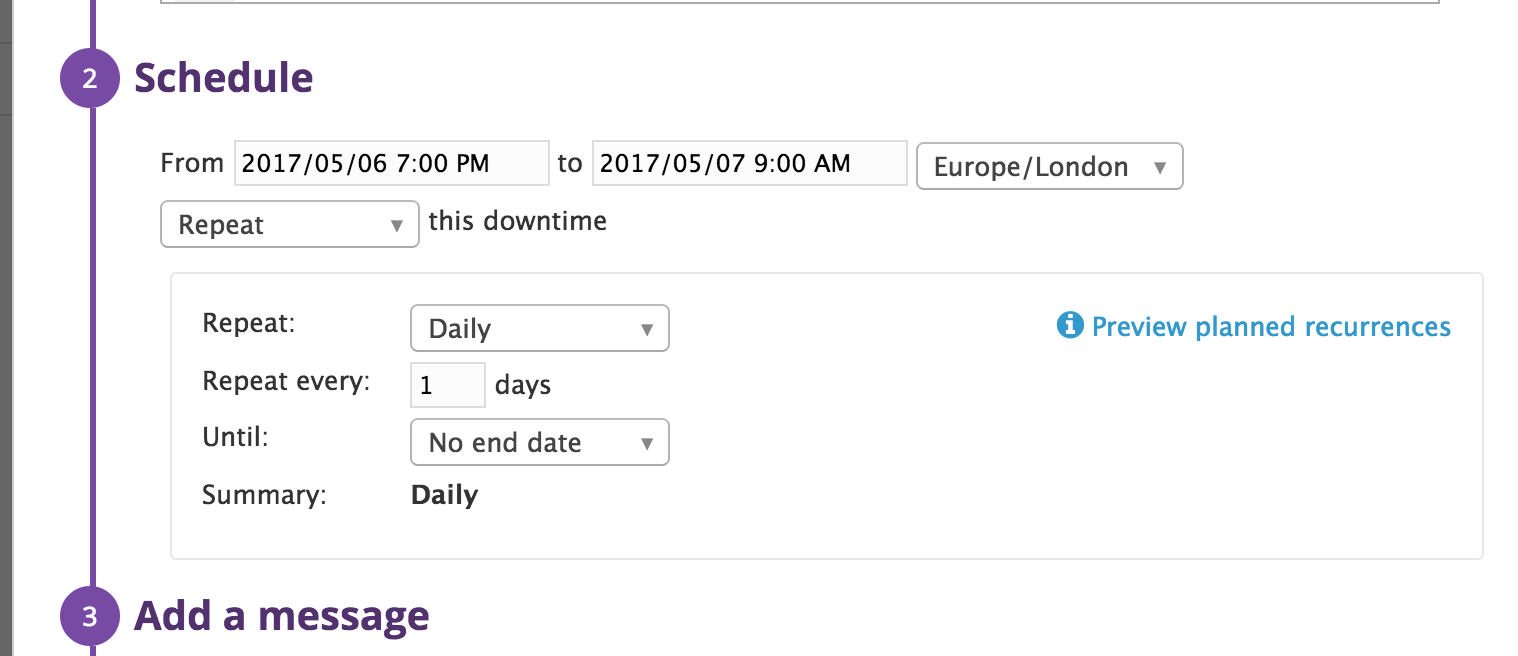 2 Schedule
From 2017/05/06 7:00 PM to 2017/05/07 9:00 AM Europe/London
Repeat this downtime
Repeat: Daily Preview planned recurrences
Repeat every: 1 days
Until: No end date
Summary: Daily
3 Add a message